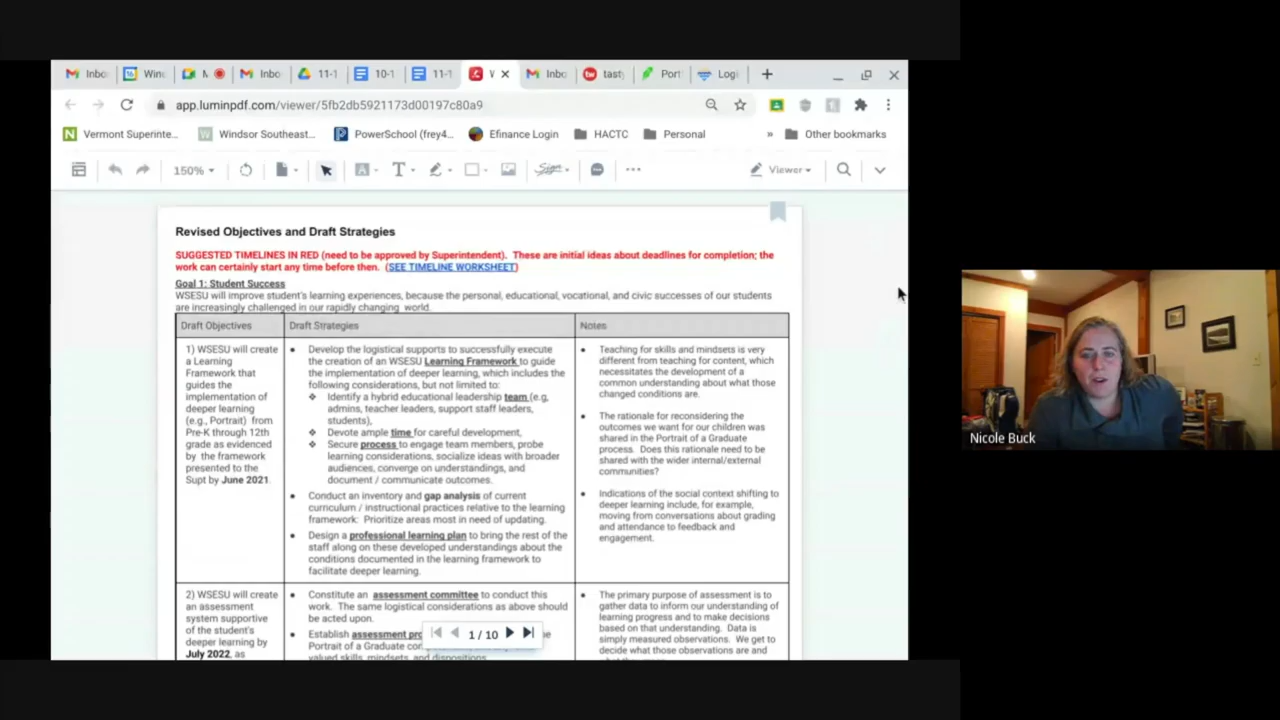 Inbo
Winc
M
Inbo
11-1
10-1
11-1
V
Inbo
tasty
Port
Logi
app.luminpdf.com/viewer/5fb2db5921173d00197c80a9
Vermont Superinte...
Windsor Southeast...
PowerSchool (frey4...
Efinance Login
HACTC
Personal
»
Other bookmarks
150%
Sign
Viewer
Revised Objectives and Draft Strategies
SUGGESTED TIMELINES IN RED (need to be approved by Superintendent). These are initial ideas about deadlines for completion; the
work can certainly start any time before then. (SEE TIMELINE WORKSHEET)
Goal 1: Student Success
WSESU will improve student's learning experiences, because the personal, educational, vocational, and civic successes of our students
are increasingly challenged in our rapidly changing world.
Draft Objectives
Draft Strategies
Notes
1) WSESU will create
a Learning
Framework that
guides the
implementation of
deeper learning
(e.g., Portrait) from
Pre-K through 12th
grade as evidenced
by the framework
presented to the
Supt by June 2021.
● Develop the logistical supports to successfully execute
the creation of an WSESU Learning Framework to guide
the implementation of deeper learning, which includes the
following considerations, but not limited to:
❖ Identify a hybrid educational leadership team (e.g,
admins, teacher leaders, support staff leaders,
students),
❖ Devote ample time for careful development,
❖ Secure process to engage team members, probe
learning considerations, socialize ideas with broader
audiences, converge on understandings, and
document / communicate outcomes.
● Conduct an inventory and gap analysis of current
curriculum / instructional practices relative to the learning
framework: Prioritize areas most in need of updating.
● Design a professional learning plan to bring the rest of the
staff along on these developed understandings about the
conditions documented in the learning framework to
facilitate deeper learning.
● Teaching for skills and mindsets is very
different from teaching for content, which
necessitates the development of a
common understanding about what those
changed conditions are.
● The rationale for reconsidering the
outcomes we want for our children was
shared in the Portrait of a Graduate
process. Does this rationale need to be
shared with the wider internal/external
communities?
● Indications of the social context shifting to
deeper learning include, for example,
moving from conversations about grading
and attendance to feedback and
engagement.
2) WSESU will create
an assessment
system supportive
of the student's
deeper learning by
July 2022, as
● Constitute an assessment committee to conduct this
work. The same logistical considerations as above should
be acted upon.
● Establish assessment pro
Portrait of a Graduate
valued skills, mindsets, and dispositions
● The primary purpose of assessment is to
gather data to inform our understanding of
learning progress and to make decisions
based on that understanding. Data is
simply measured observations. We get to
decide what those observations are and
1 / 10
Nicole Buck